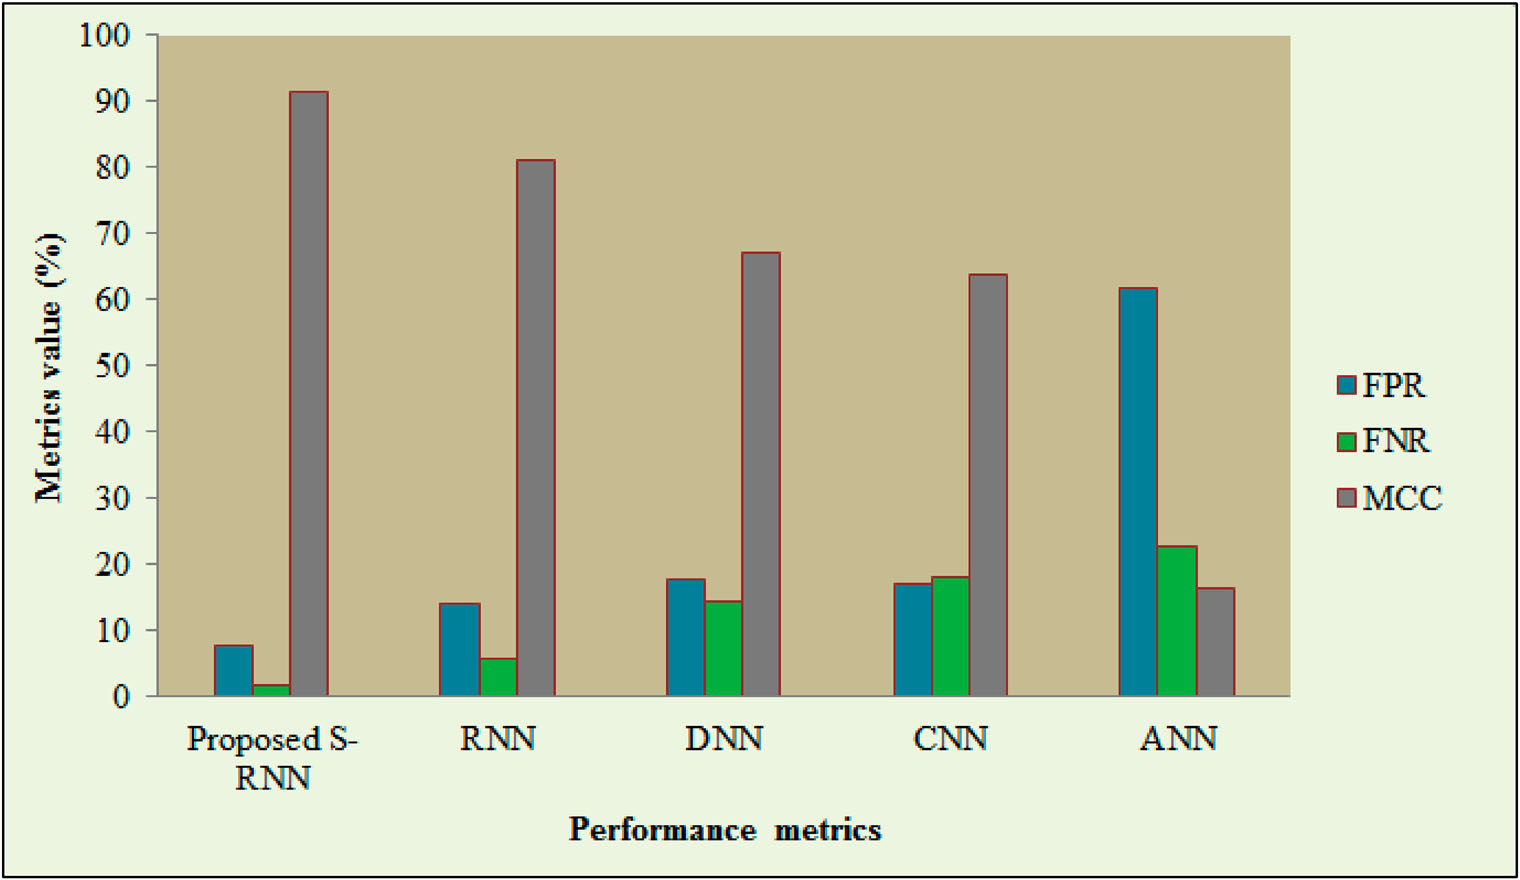 100
90
80
70
60
50
40
30
20
10
0
Metrics value (%)
Proposed S-
RNN
RNN
DNN
CNN
ANN
Performance metrics
FPR
FNR
MCC